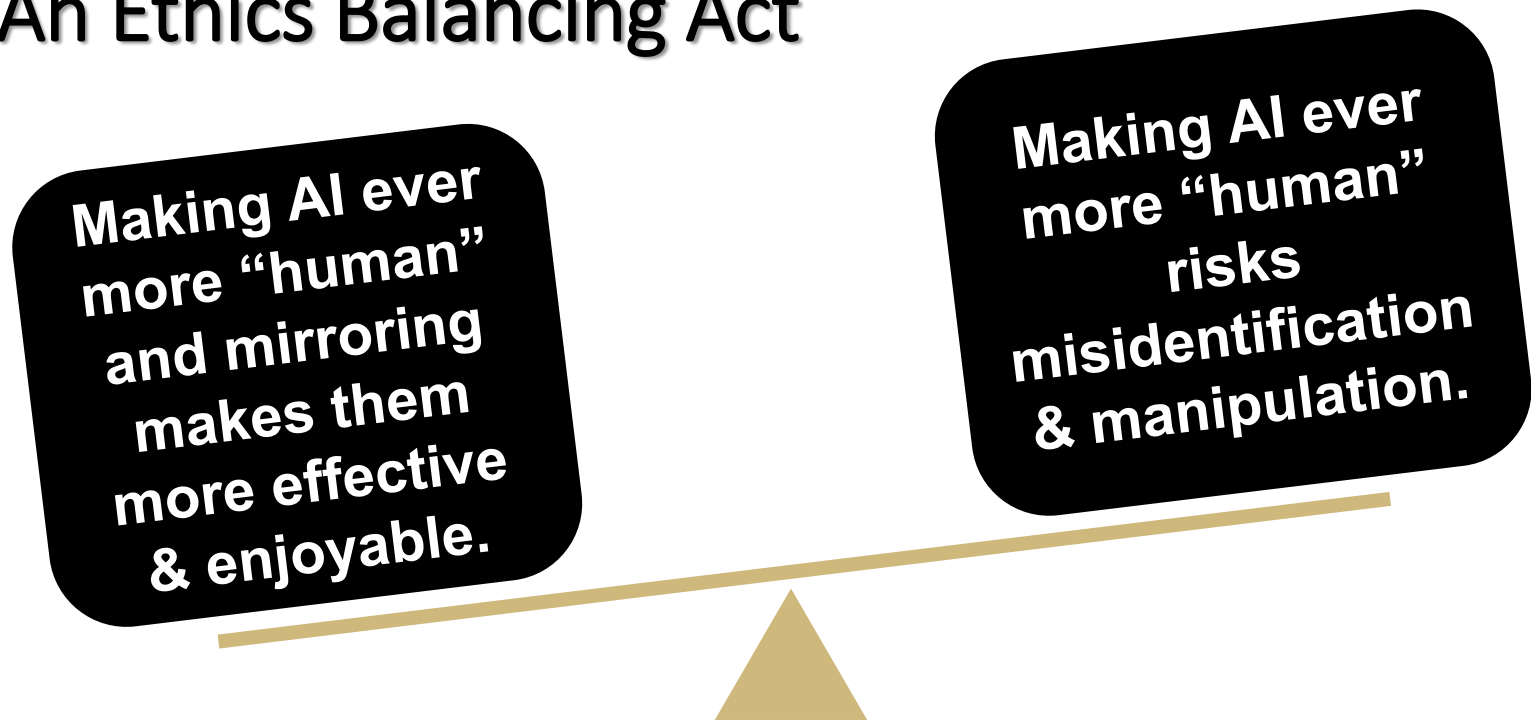 An Ethics Balancing Act
Making AI ever
more “human”
and mirroring
makes them
more effective
& enjoyable.
Making AI ever
more “human”
risks
misidentification
& manipulation.